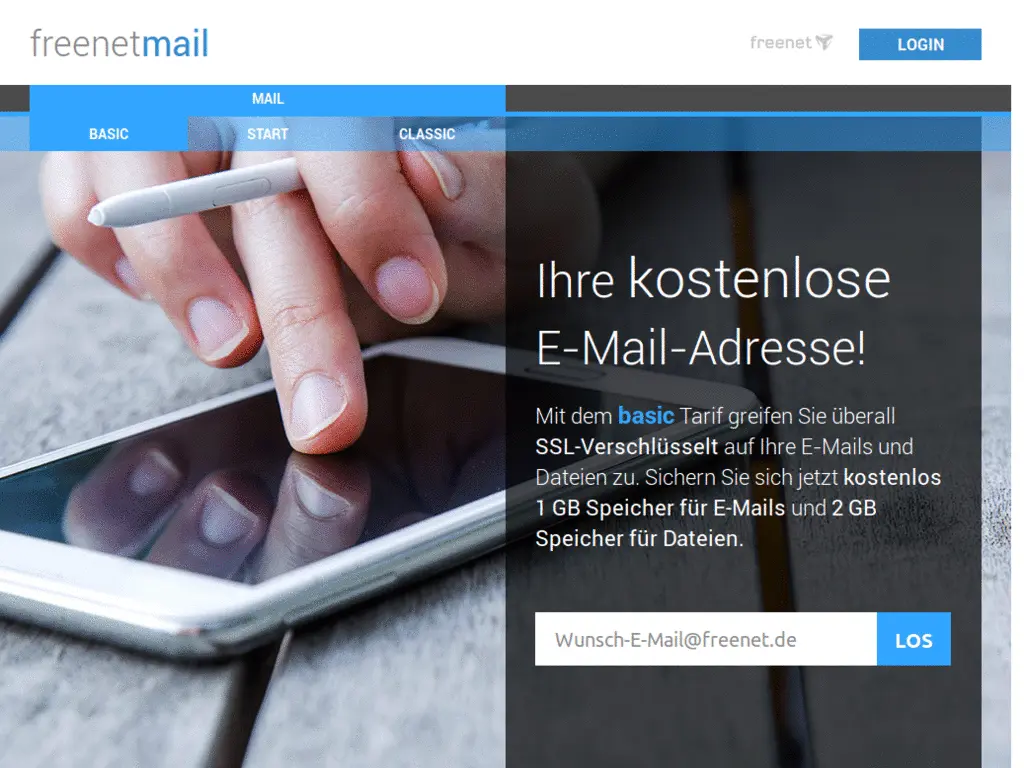 freenetmail
freenet
LOGIN
MAIL
BASIC
START
CLASSIC
Ihre kostenlose
E-Mail-Adresse!
Mit dem basic Tarif greifen Sie überall
SSL-Verschlüsselt auf Ihre E-Mails und
Dateien zu. Sichern Sie sich jetzt kostenlos
1 GB Speicher für E-Mails und 2 GB
Speicher für Dateien.
Wunsch-E-Mail@freenet.de
LOS